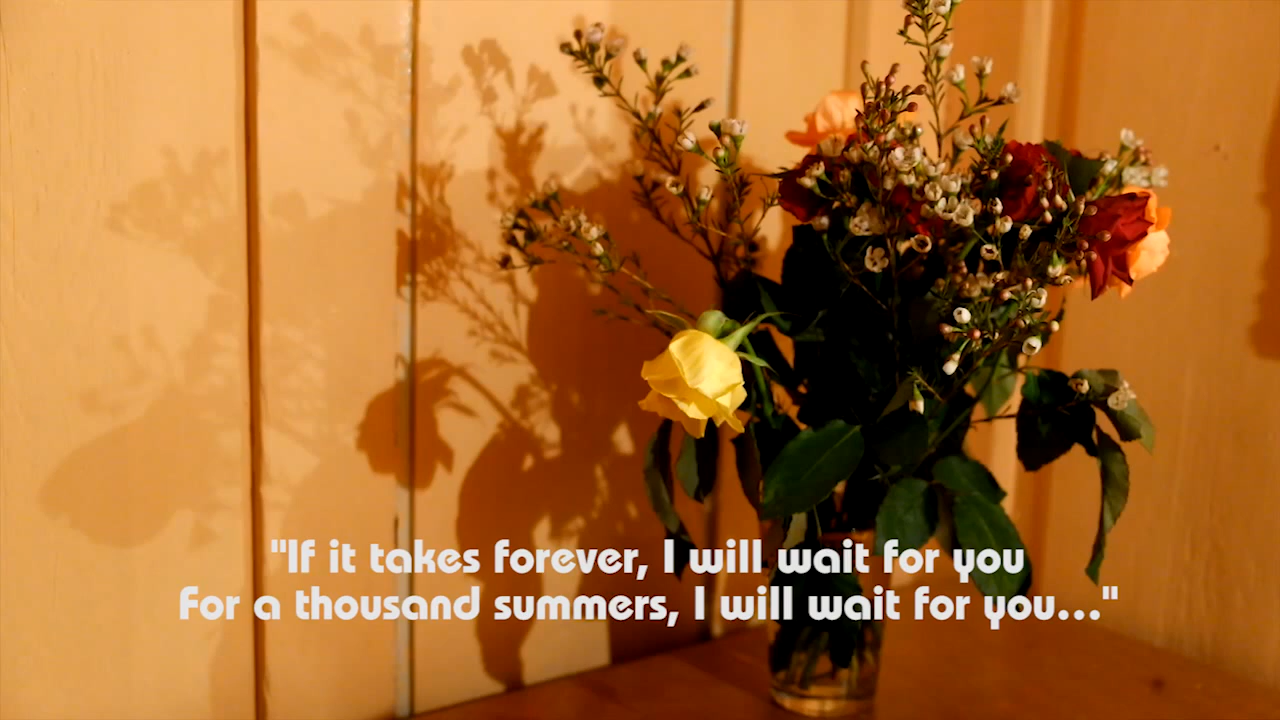 "If it takes forever, I will wait for you
For a thousand summers, I will wait for you..."